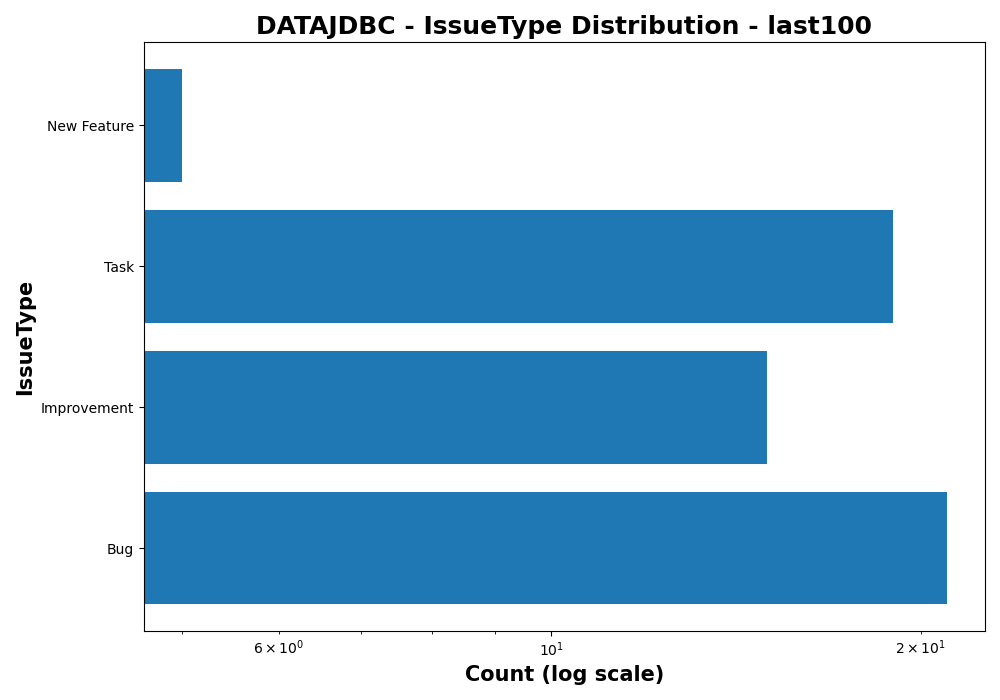 DATAJDBC - IssueType Distribution - last100
New Feature
Task
Improvement
Bug
IssueType
6 × 10⁰
10¹
2 × 10¹
Count (log scale)